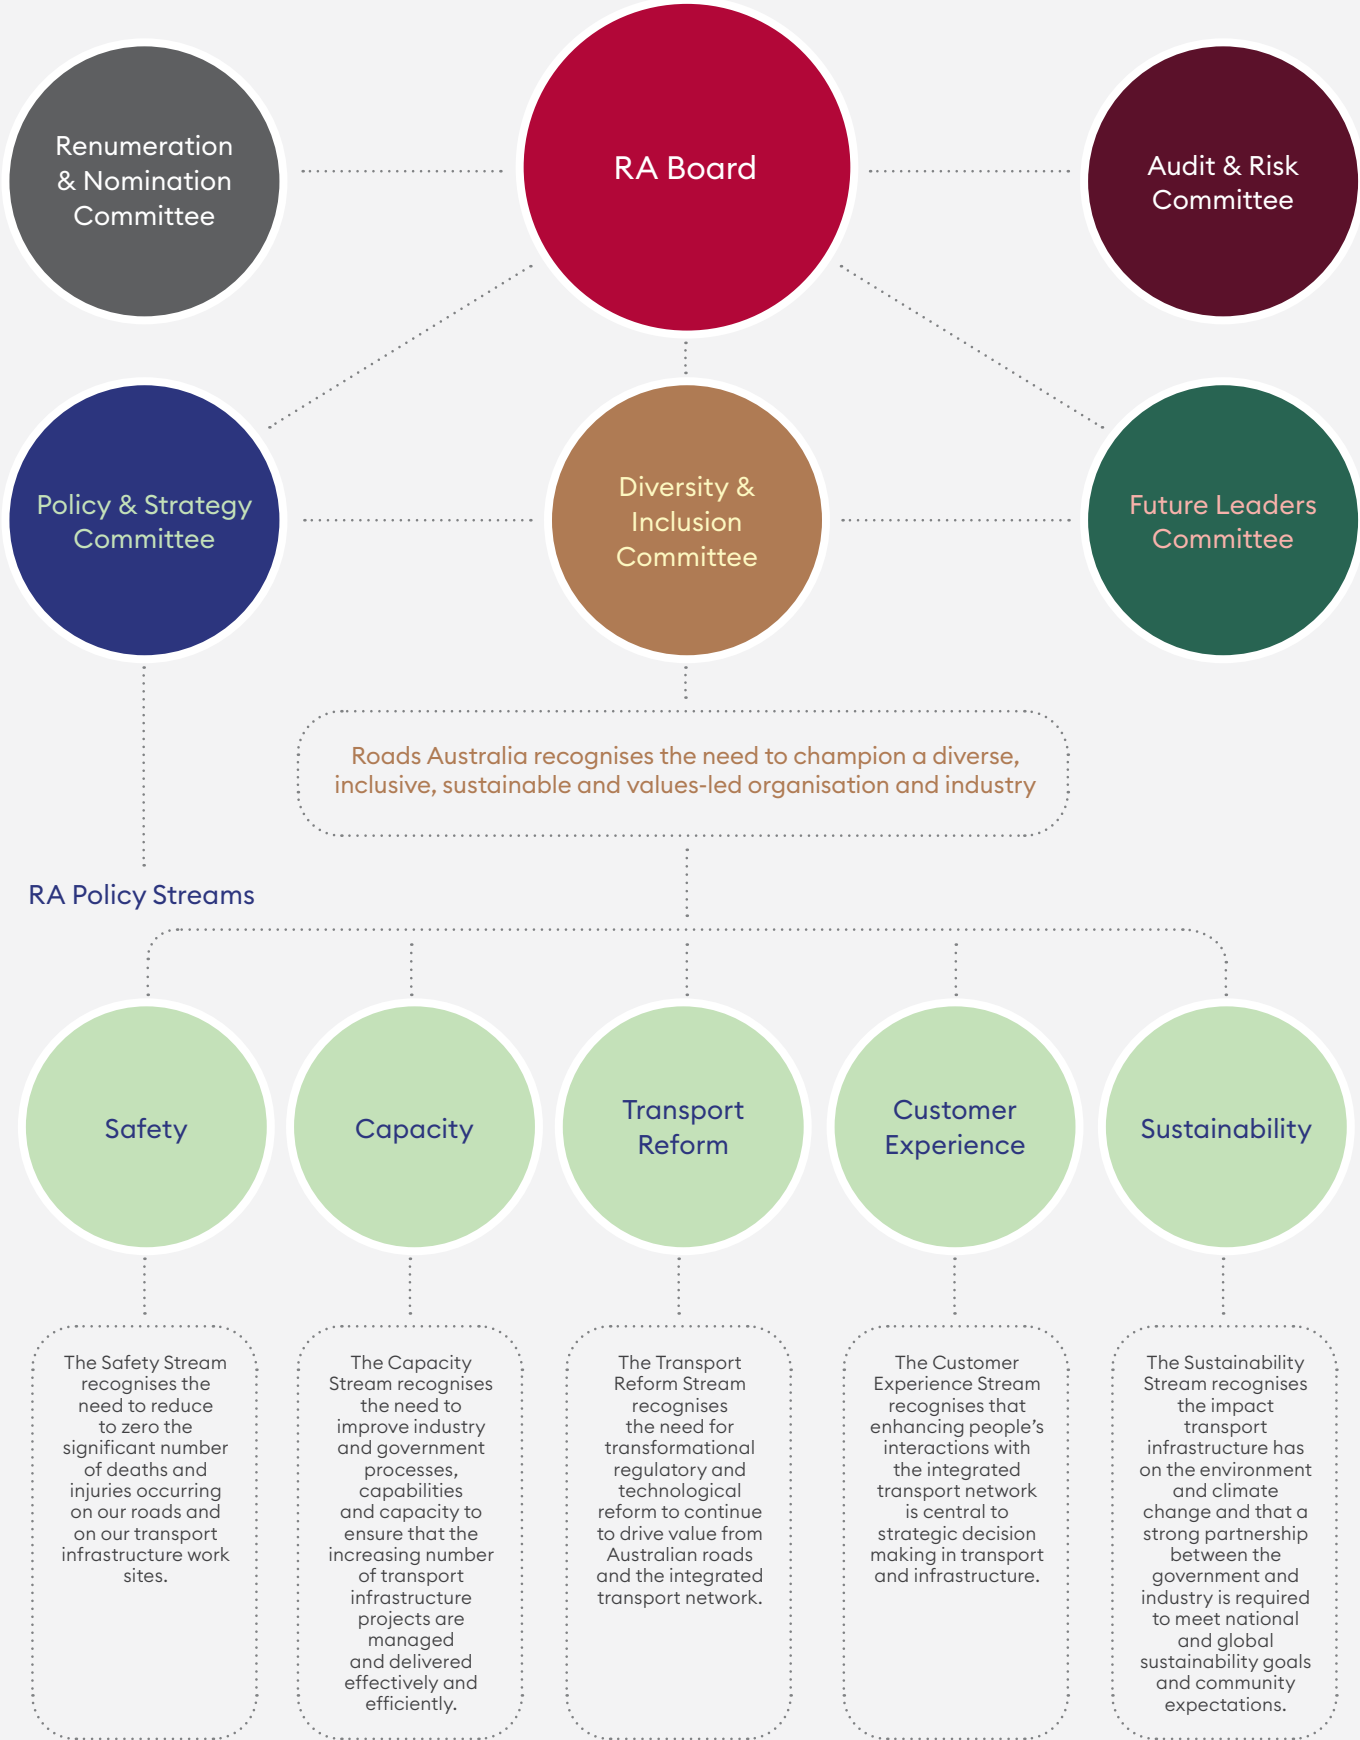 Renumeration
& Nomination
Committee
RA Board
Audit & Risk
Committee
Policy & Strategy
Committee
Diversity &
Inclusion
Committee
Future Leaders
Committee
Roads Australia recognises the need to champion a diverse,
inclusive, sustainable and values-led organisation and industry
RA Policy Streams
Safety
Capacity
Transport
Reform
Customer
Experience
Sustainability
The Safety Stream
recognises the
need to reduce
to zero the
significant number
of deaths and
injuries occurring
on our roads and
on our transport
infrastructure work
sites.
The Capacity
Stream recognises
the need to
improve industry
and government
processes,
capabilities
and capacity to
ensure that the
increasing number
of transport
infrastructure
projects are
managed
and delivered
effectively and
efficiently.
The Transport
Reform Stream
recognises
the need for
transformational
regulatory and
technological
reform to continue
to drive value from
Australian roads
and the integrated
transport network.
The Customer
Experience Stream
recognises that
enhancing people’s
interactions with
the integrated
transport network
is central to
strategic decision
making in transport
and infrastructure.
The Sustainability
Stream recognises
the impact
transport
infrastructure has
on the environment
and climate
change and that a
strong partnership
between the
government and
industry is required
to meet national
and global
sustainability goals
and community
expectations.